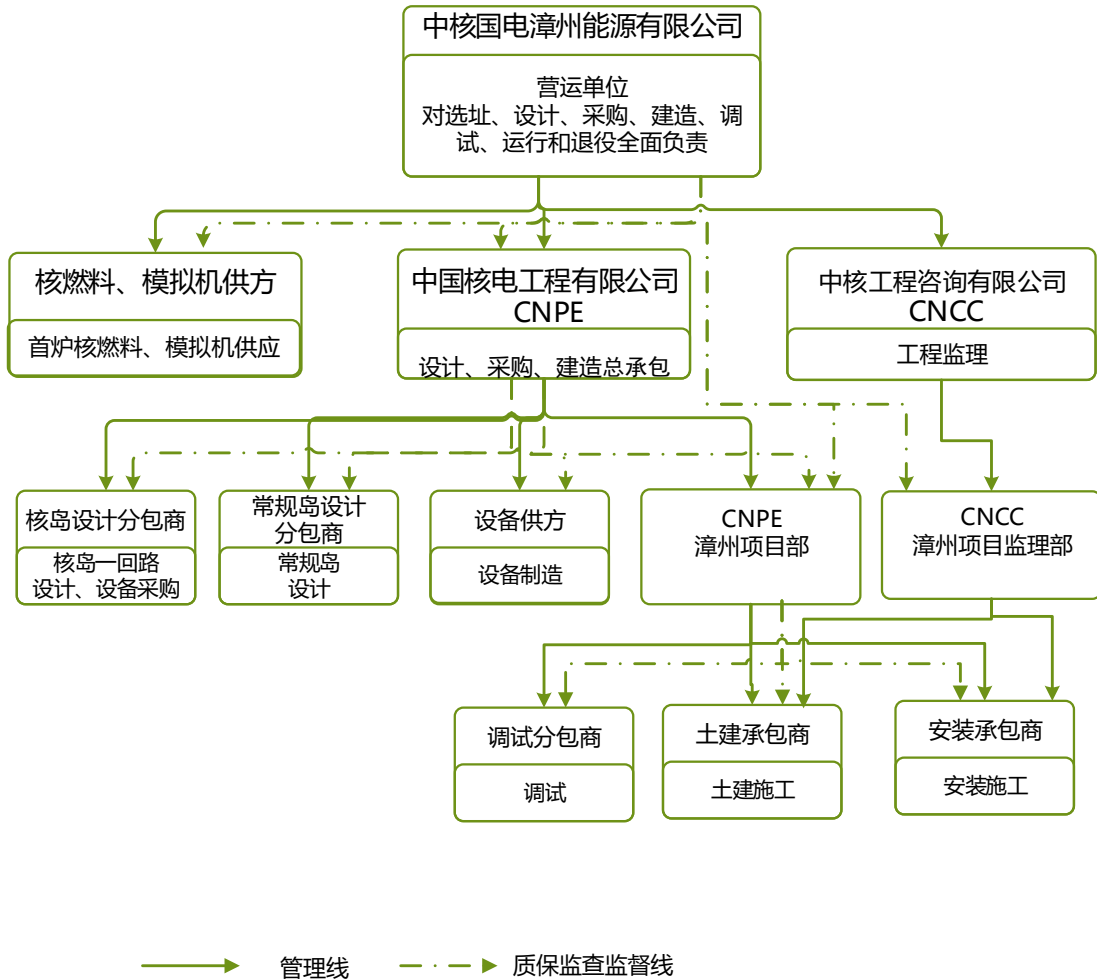 中核国电漳州能源有限公司
营运单位
对选址、设计、采购、建造、调
试、运行和退役全面负责
核燃料、模拟机供方
首炉核燃料、模拟机供应
中国核电工程有限公司
CNPE
设计、采购、建造总承包
中核工程咨询有限公司
CNCC
工程监理
核岛设计分包商
核岛一回路
设计、设备采购
常规岛设计
分包商
常规岛
设计
设备供方
设备制造
CNPE
漳州项目部
CNCC
漳州项目监理部
调试分包商
调试
土建承包商
土建施工
安装承包商
安装施工
管理线
质保监查监督线